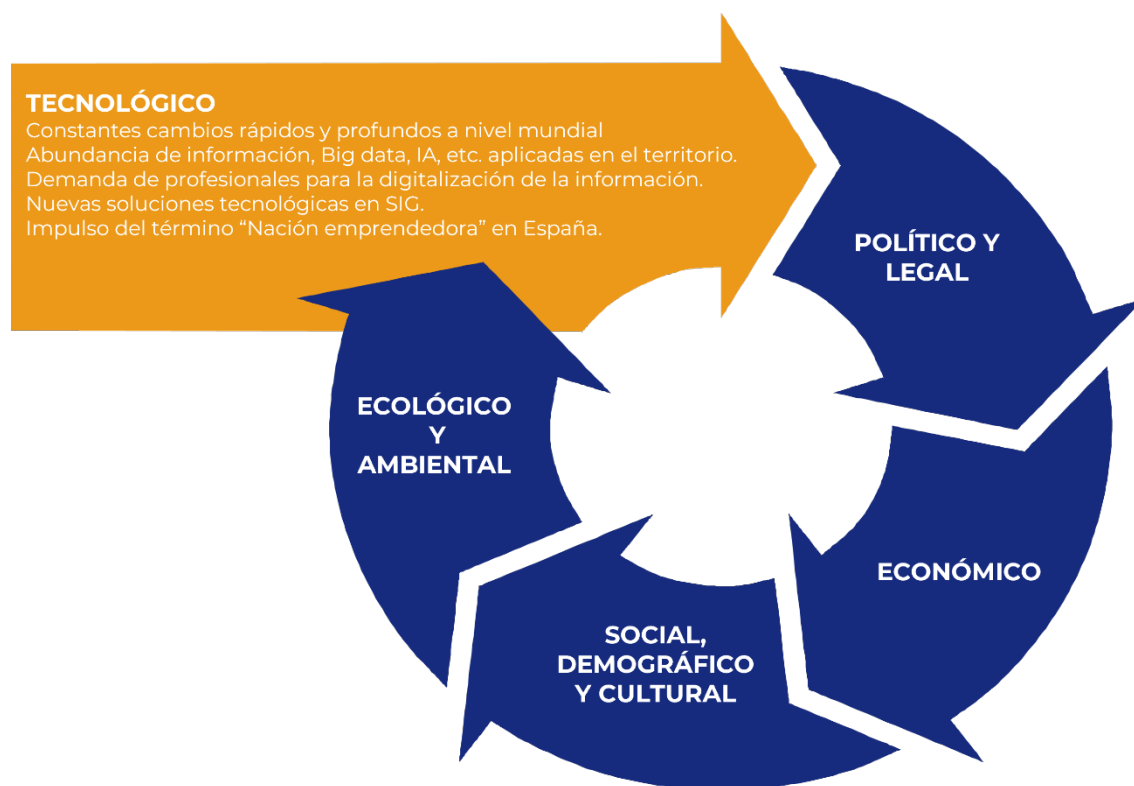 TECNOLÓGICO
Constantes cambios rápidos y profundos a nivel mundial
Abundancia de información, Big data, IA, etc. aplicadas en el territorio.
Demanda de profesionales para la digitalización de la información.
Nuevas soluciones tecnológicas en SIG.
Impulso del término “Nación emprendedora” en España.
POLÍTICO Y
LEGAL
ECONÓMICO
SOCIAL,
DEMOGRÁFICO
Y CULTURAL
ECOLÓGICO
Y
AMBIENTAL